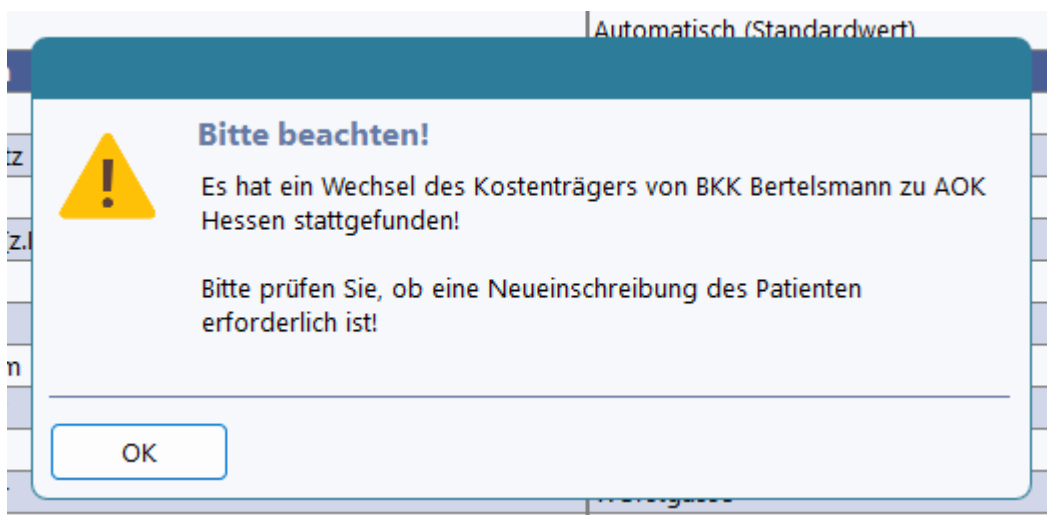 Automatisch (Standardwert)
Bitte beachten!
tz
Es hat ein Wechsel des Kostenträgers von BKK Bertelsmann zu AOK
Hessen stattgefunden!
(z.
Bitte prüfen Sie, ob eine Neueinschreibung des Patienten
erforderlich ist!
m
OK